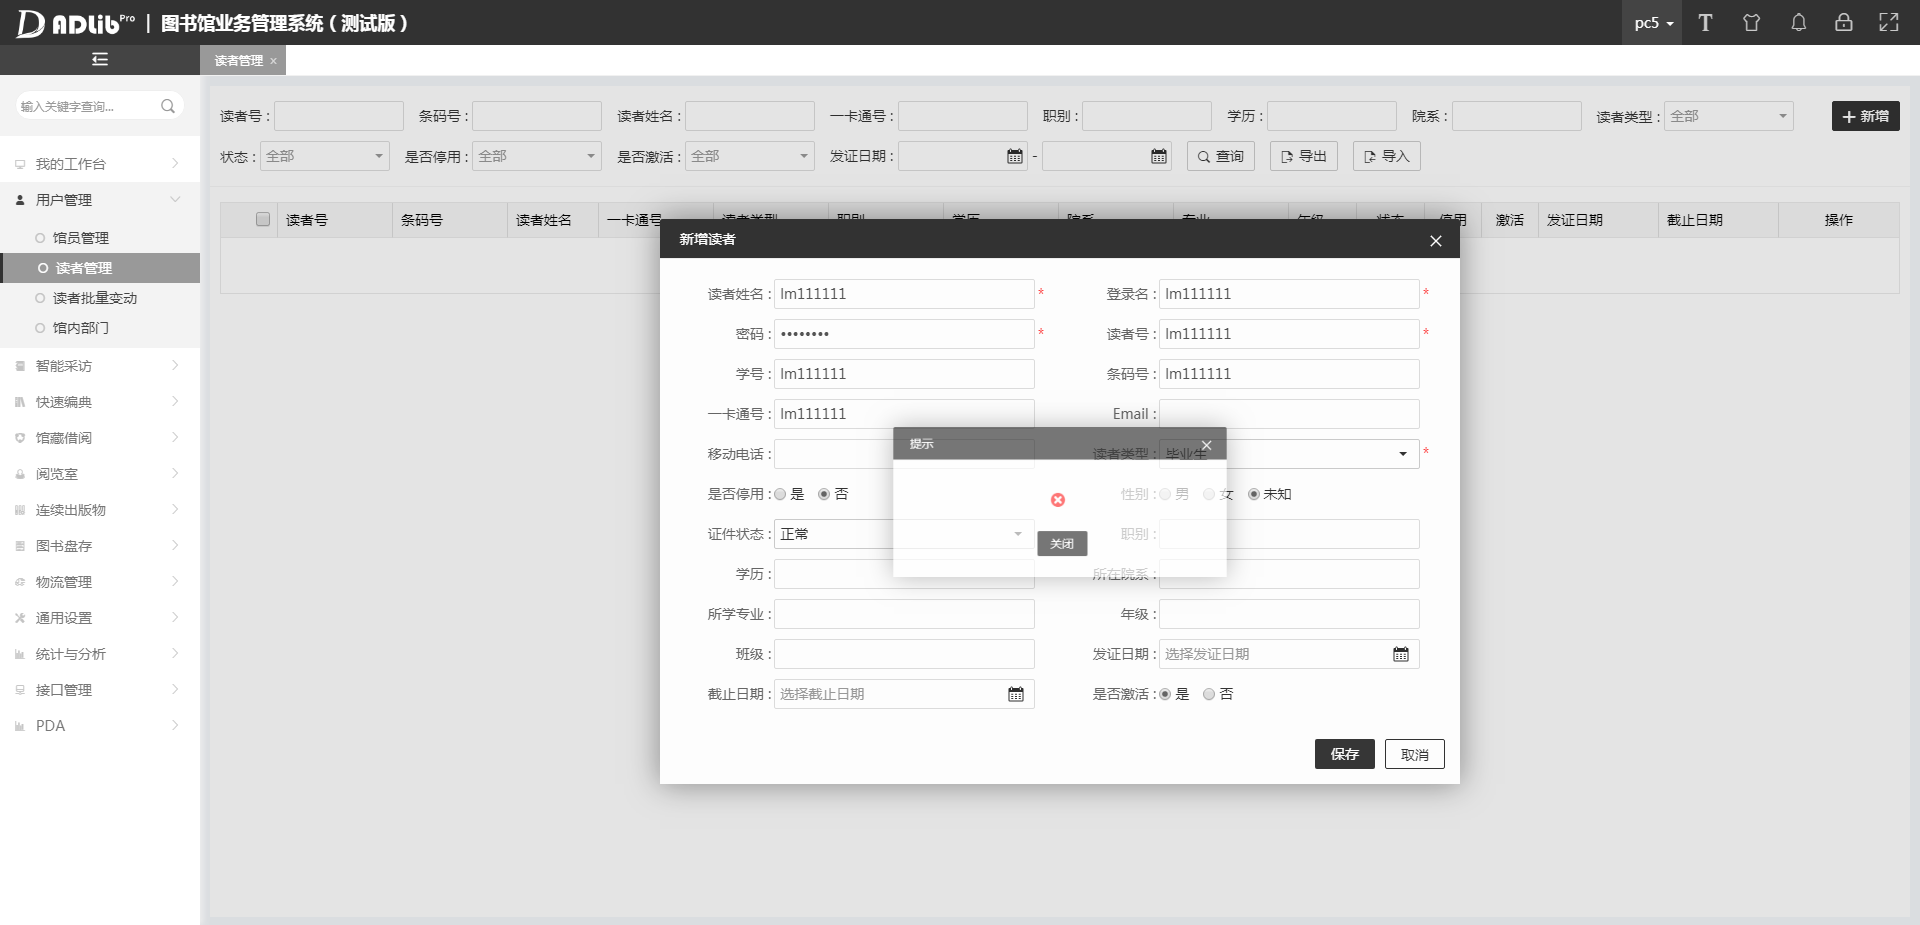 ADLib Pro | 图书馆业务管理系统（测试版） pc5 T
读者管理 ×
输入关键字查询...
我的工作台
用户管理
馆员管理
读者管理
读者批量变动
馆内部门
智能采访
快速编典
馆藏借阅
阅览室
连续出版物
图书盘存
物流管理
通用设置
统计与分析
接口管理
PDA
读者号 : 条码号 : 读者姓名 : 一卡通号 : 职别 : 学历 : 院系 : 读者类型 : 全部 新增
状态 : 全部 是否停用 : 全部 是否激活 : 全部 发证日期 : - 查询 导出 导入
读者号 条码号 读者姓名 一卡通号 读者类型 职别 学历 院系 专业 年级 状态 停用 激活 发证日期 截止日期 操作
新增读者
读者姓名 : lm111111 * 登录名 : lm111111 *
密码 : •••••••• * 读者号 : lm111111 *
学号 : lm111111 条码号 : lm111111
一卡通号 : lm111111 Email :
移动电话 : 读者类型 : 毕业生 *
是否停用 : 是 否 性别 : 男 女 未知
证件状态 : 正常 职别 :
学历 : 所在院系 :
所学专业 : 年级 :
班级 : 发证日期 : 选择发证日期
截止日期 : 选择截止日期 是否激活 : 是 否
保存 取消
提示
关闭